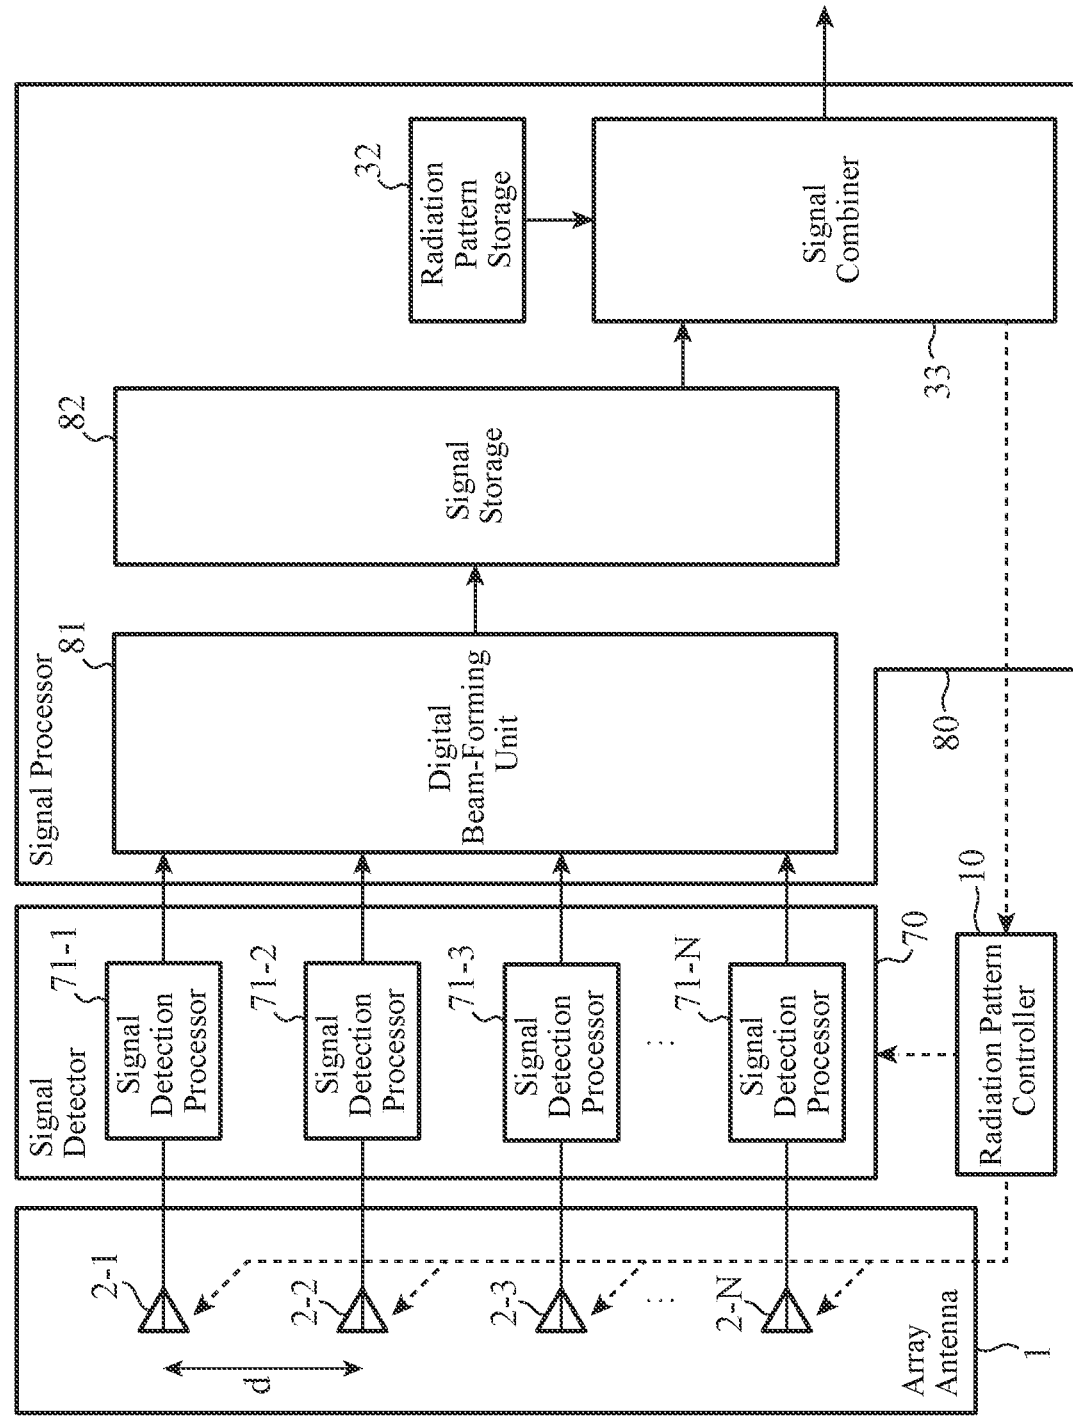 Array
Antenna
1
d
2-1
2-2
2-3
⋮
2-N
Signal
Detector
70
Signal
Detection
Processor
71-1
Signal
Detection
Processor
71-2
Signal
Detection
Processor
71-3
⋮
Signal
Detection
Processor
71-N
Radiation Pattern
Controller
10
Signal Processor
80
Digital
Beam-Forming
Unit
81
Signal
Storage
82
Radiation
Pattern
Storage
32
Signal
Combiner
33